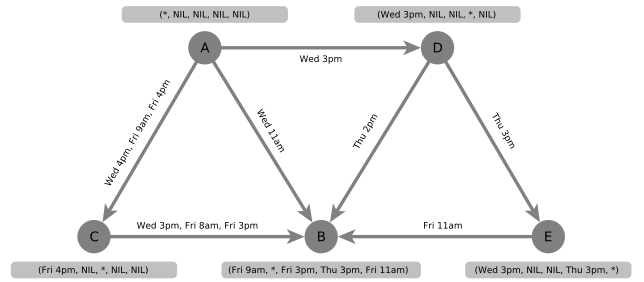 (*, NIL, NIL, NIL, NIL)
(Wed 3pm, NIL, NIL, *, NIL)
A
D
Wed 3pm
Wed 4pm, Fri 9am, Fri 4pm
Wed 11am
Thu 2pm
Thu 3pm
Wed 3pm, Fri 8am, Fri 3pm
Fri 11am
C
B
E
(Fri 4pm, NIL, *, NIL, NIL)
(Fri 9am, *, Fri 3pm, Thu 3pm, Fri 11am)
(Wed 3pm, NIL, NIL, Thu 3pm, *)